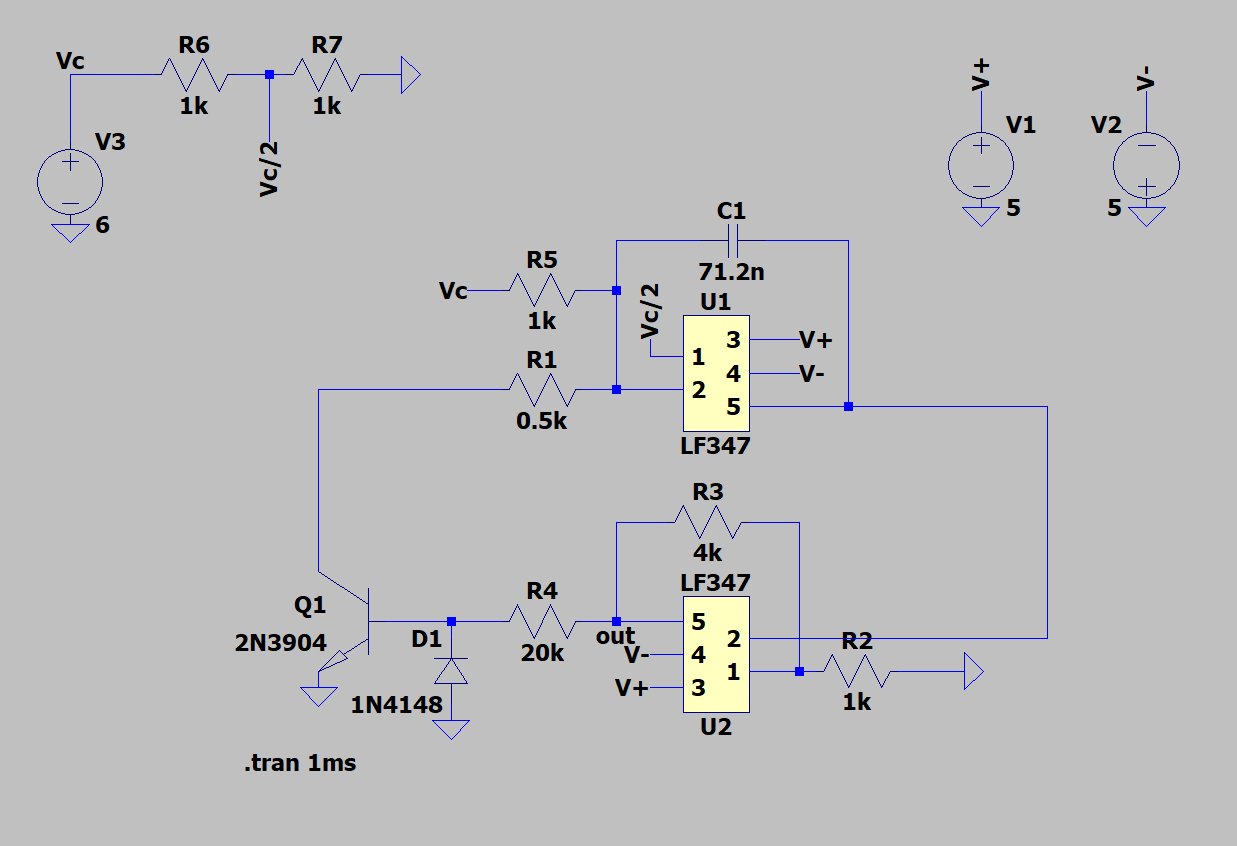 R6
R7
Vc
1k
1k
V3
Vc/2
6
V+
V-
V1
V2
5
5
C1
71.2n
R5
Vc
1k
Vc/2
U1
3
V+
1
4
V-
2
5
R1
0.5k
LF347
R3
4k
LF347
R4
5
2
out
20k
V-
4
R2
1
V+
3
1k
U2
Q1
2N3904
D1
1N4148
.tran 1ms